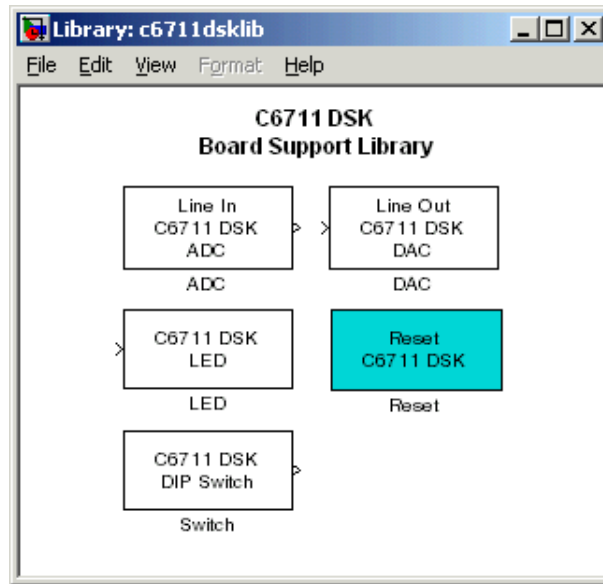 Library: c6711dsklib
File Edit View Format Help
C6711 DSK
Board Support Library
Line In
C6711 DSK
ADC
ADC
Line Out
C6711 DSK
DAC
DAC
C6711 DSK
LED
LED
Reset
C6711 DSK
Reset
C6711 DSK
DIP Switch
Switch